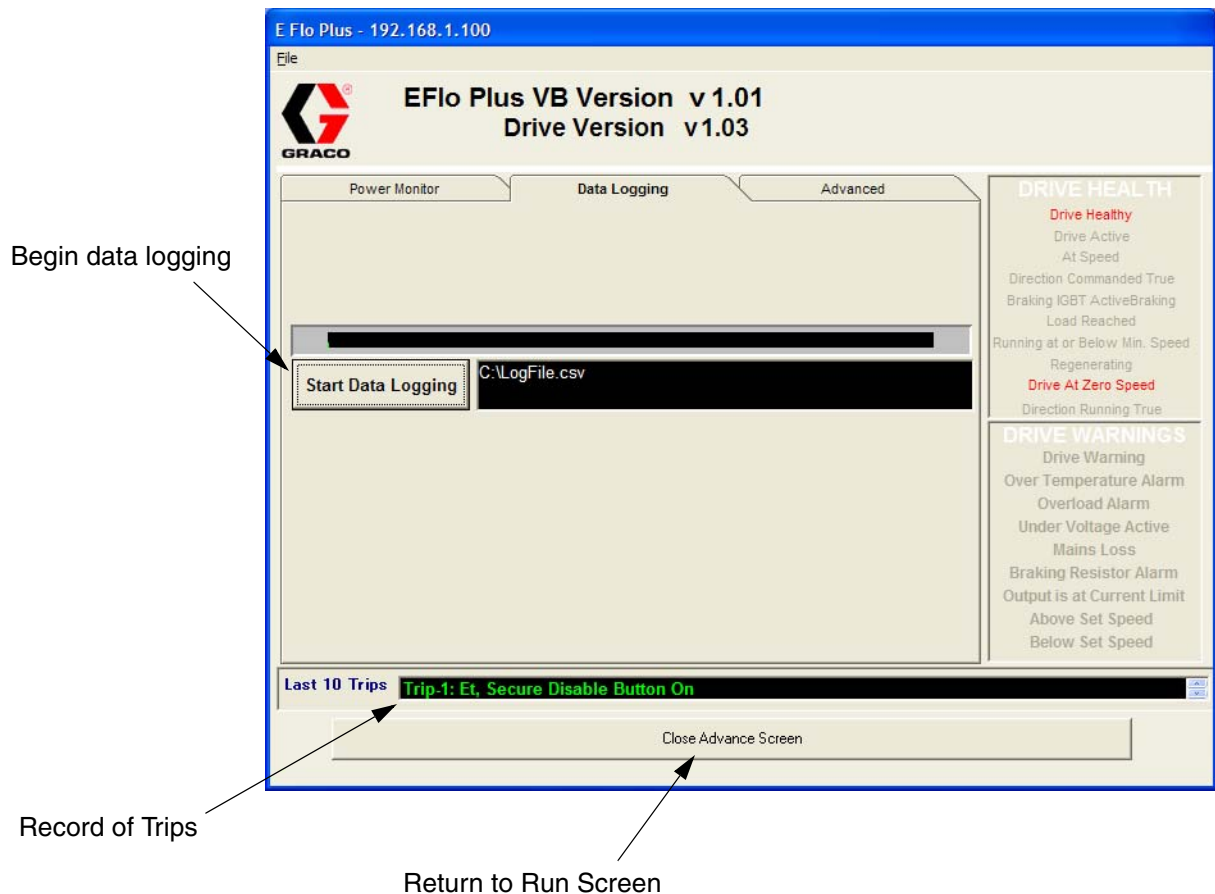 E Flo Plus - 192.168.1.100
File
GRACO
®
EFlo Plus VB Version v 1.01
Drive Version v1.03
Power Monitor
Data Logging
Advanced
Begin data logging
Start Data Logging
C:\LogFile.csv
DRIVE HEALTH
Drive Healthy
Drive Active
At Speed
Direction Commanded True
Braking IGBT ActiveBraking
Load Reached
Running at or Below Min. Speed
Regenerating
Drive At Zero Speed
Direction Running True
DRIVE WARNINGS
Drive Warning
Over Temperature Alarm
Overload Alarm
Under Voltage Active
Mains Loss
Braking Resistor Alarm
Output is at Current Limit
Above Set Speed
Below Set Speed
Last 10 Trips
Trip-1: Et, Secure Disable Button On
Close Advance Screen
Record of Trips
Return to Run Screen